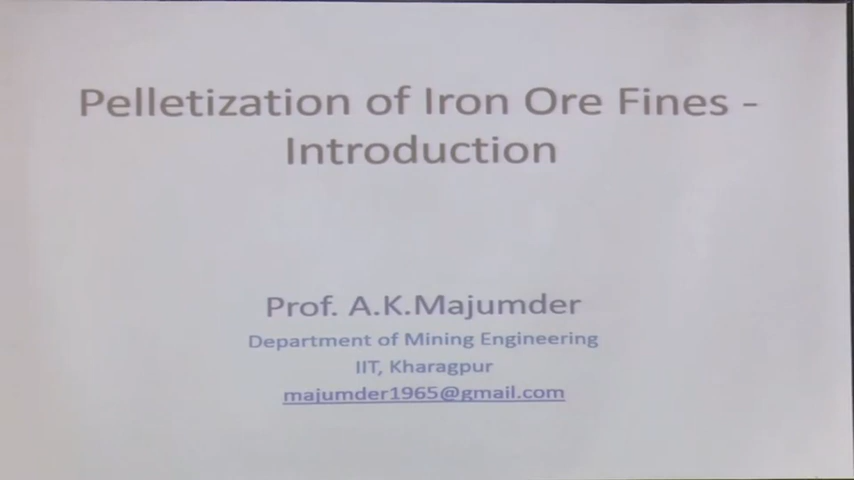 Pelletization of Iron Ore Fines -
Introduction
Prof. A.K.Majumder
Department of Mining Engineering
IIT, Kharagpur
majumder1965@gmail.com